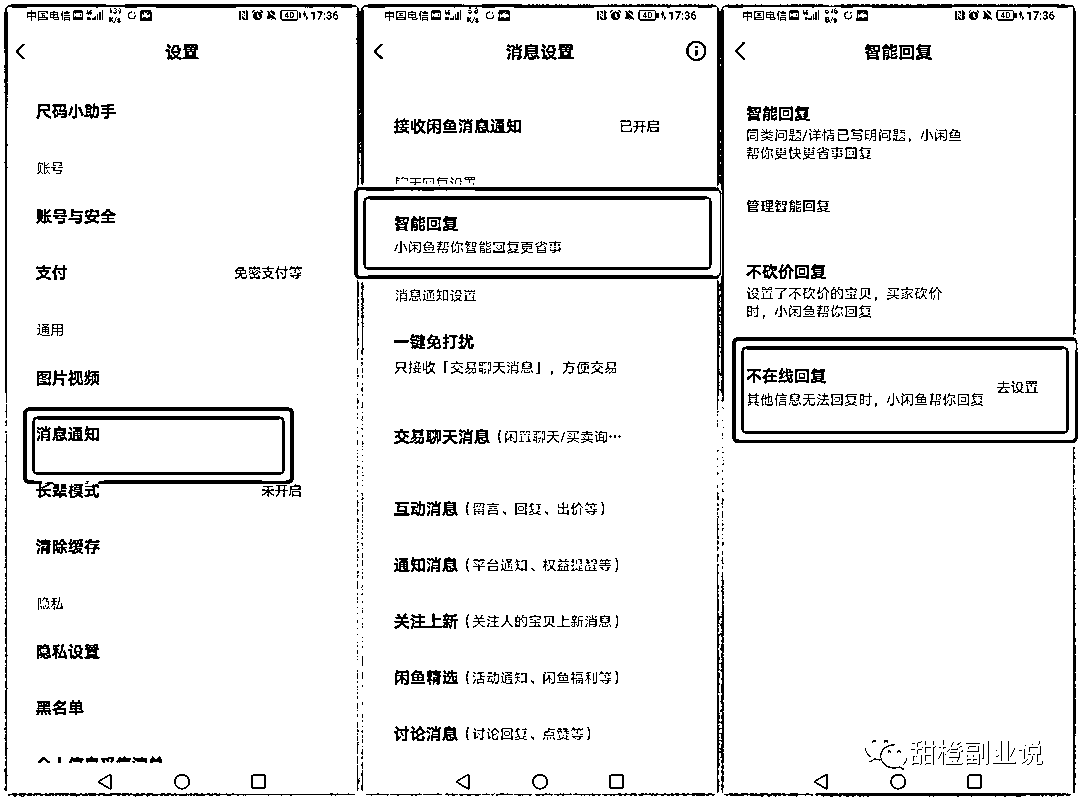 中国电信
17:36
设置
尺码小助手
账号
账号与安全
支付
免密支付等
通用
图片视频
消息通知
长辈模式
未开启
清除缓存
隐私
隐私设置
黑名单
中国电信
17:36
消息设置
接收闲鱼消息通知
已开启
聊天回复设置
智能回复
小闲鱼帮你智能回复更省事
消息通知设置
一键免打扰
只接收「交易聊天消息」，方便交易
交易聊天消息（闲置聊天/买卖询…
互动消息（留言、回复、出价等）
通知消息（平台通知、权益提醒等）
关注上新（关注人的宝贝上新消息）
闲鱼精选（活动通知、闲鱼福利等）
讨论消息（讨论回复、点赞等）
中国电信
17:36
智能回复
智能回复
同类问题/详情已写明问题，小闲鱼
帮你更快更省事回复
管理智能回复
不砍价回复
设置了不砍价的宝贝，买家砍价
时，小闲鱼帮你回复
不在线回复
其他信息无法回复时，小闲鱼帮你回复
去设置
甜橙副业说